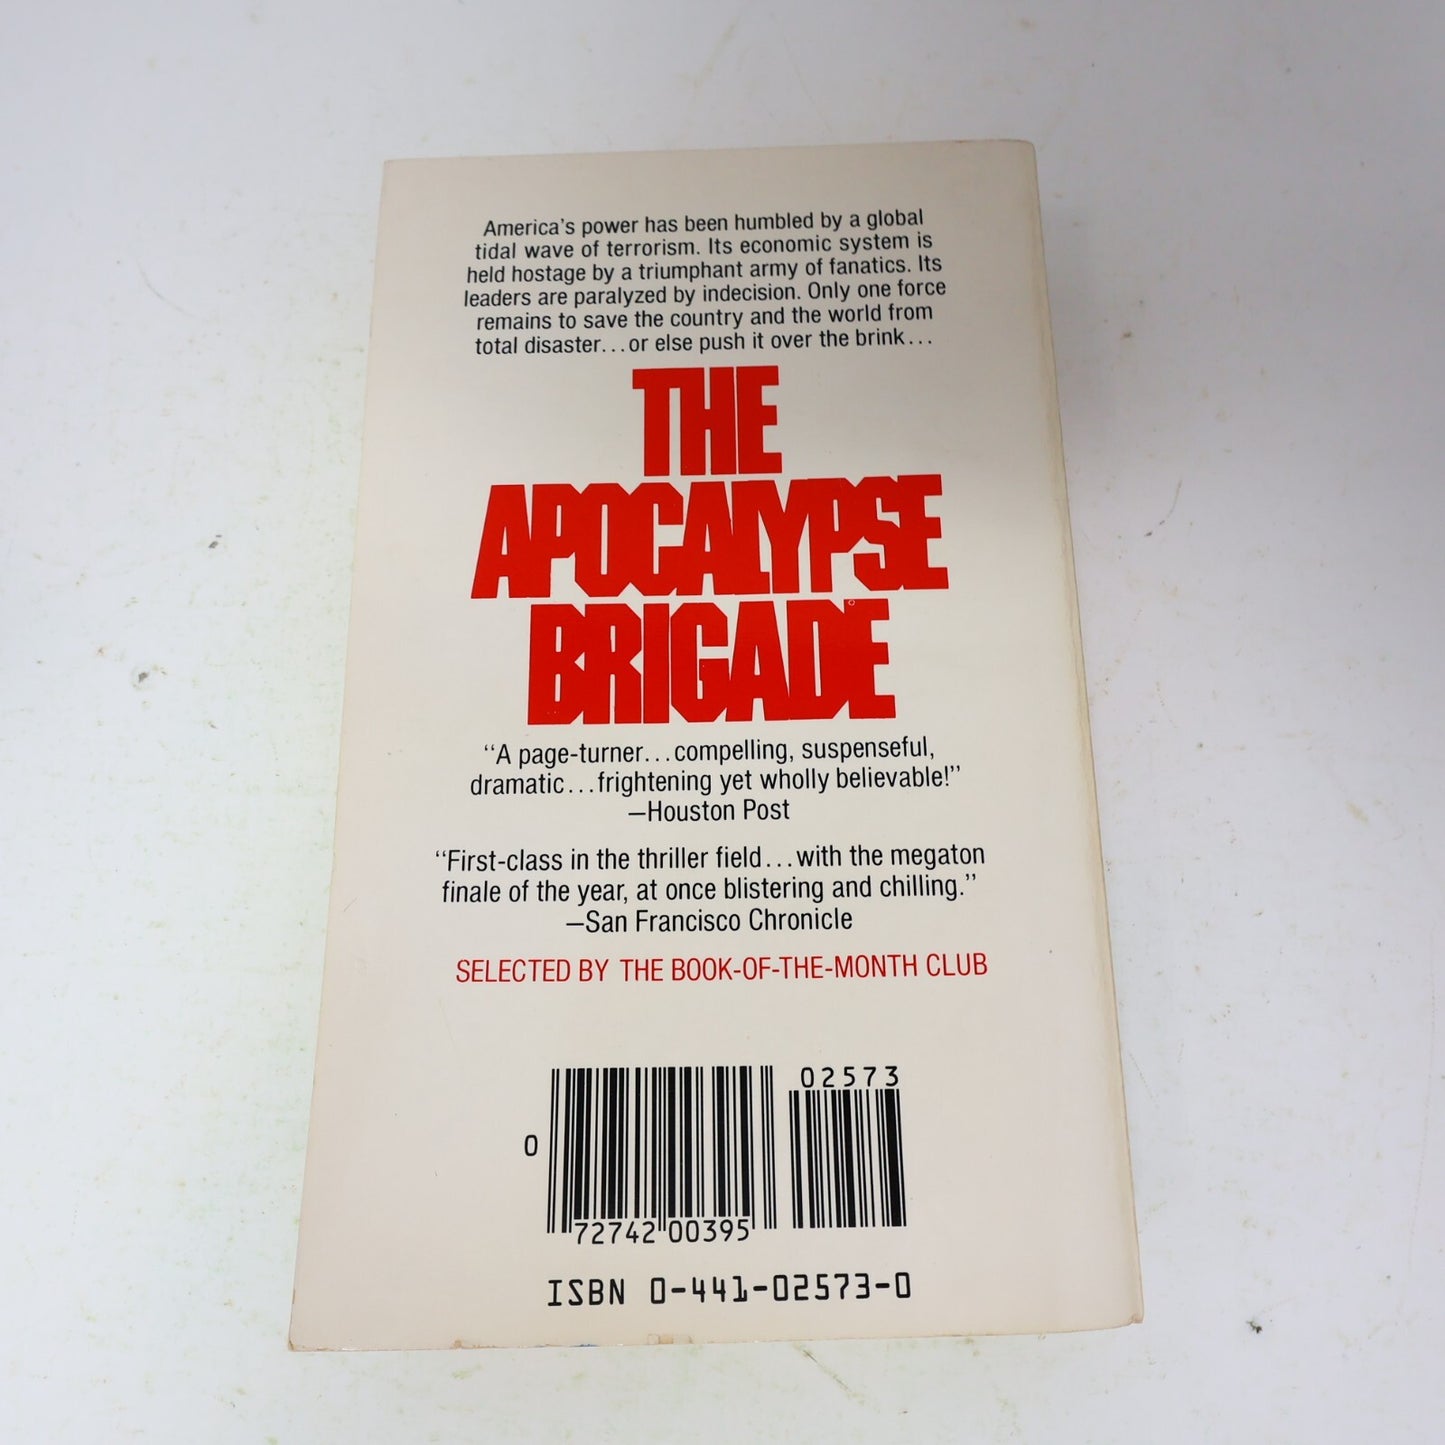 America's power has been humbled by a global
tidal wave of terrorism. Its economic system is
held hostage by a triumphant army of fanatics. Its
leaders are paralyzed by indecision. Only one force
remains to save the country and the world from
total disaster...or else push it over the brink...
THE
APOCALYPSE
BRIGADE
"A page-turner...compelling, suspenseful,
dramatic...frightening yet wholly believable!"
—Houston Post
"First-class in the thriller field...with the megaton
finale of the year, at once blistering and chilling."
—San Francisco Chronicle
SELECTED BY THE BOOK-OF-THE-MONTH CLUB
02573
0
72742 00395
ISBN 0-441-02573-0